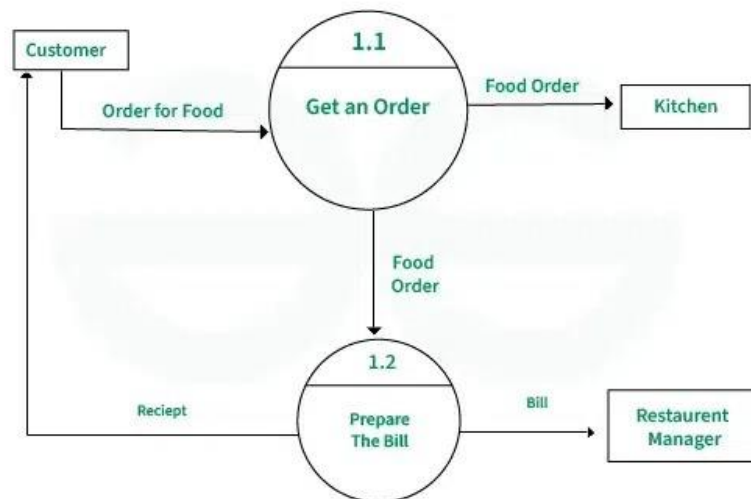 1.1
Customer
Get an Order
Order for Food
Food Order
Kitchen
Food
Order
1.2
Reciept
Prepare
The Bill
Bill
Restaurent
Manager